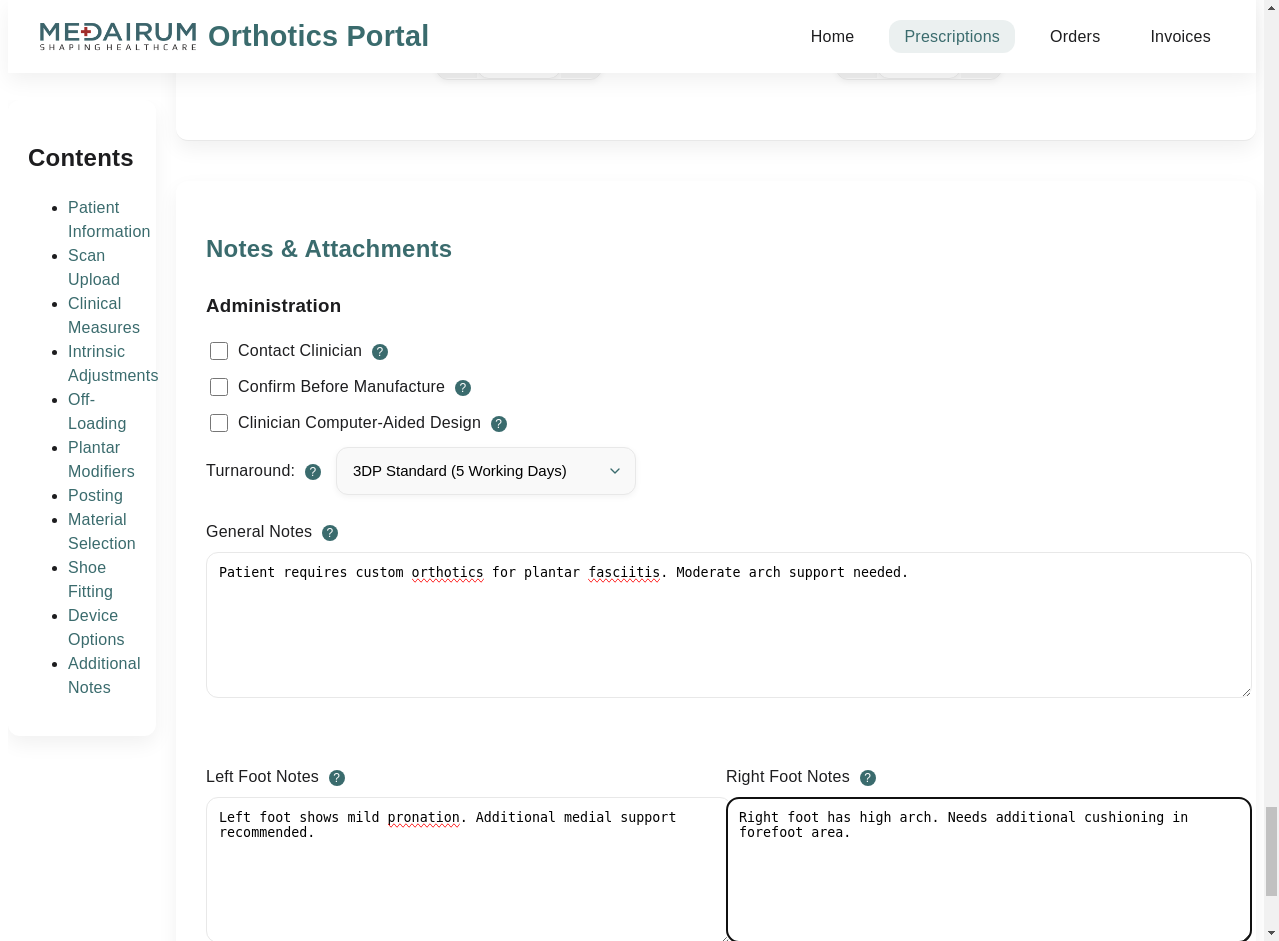 MEDAIRUM
SHAPING HEALTHCARE
Orthotics Portal
Home
Prescriptions
Orders
Invoices
Contents
Patient
Information
Scan
Upload
Clinical
Measures
Intrinsic
Adjustments
Off-
Loading
Plantar
Modifiers
Posting
Material
Selection
Shoe
Fitting
Device
Options
Additional
Notes
Notes & Attachments
Administration
Contact Clinician ?
Confirm Before Manufacture ?
Clinician Computer-Aided Design ?
Turnaround: ? 3DP Standard (5 Working Days)
General Notes ?
Patient requires custom orthotics for plantar fasciitis. Moderate arch support needed.
Left Foot Notes ?
Left foot shows mild pronation. Additional medial support
recommended.
Right Foot Notes ?
Right foot has high arch. Needs additional cushioning in
forefoot area.